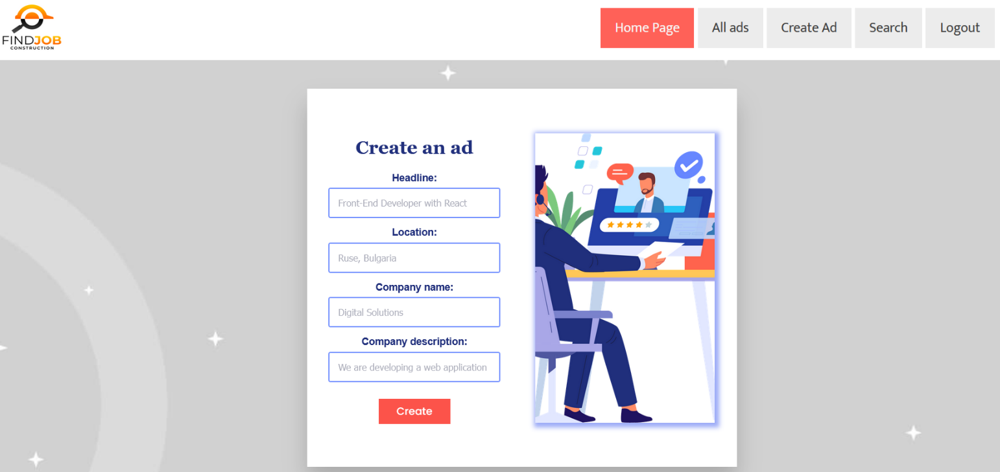 FINDJOB
CONSTRUCTION
Home Page
All ads
Create Ad
Search
Logout
Create an ad
Headline:
Front-End Developer with React
Location:
Ruse, Bulgaria
Company name:
Digital Solutions
Company description:
We are developing a web application
Create